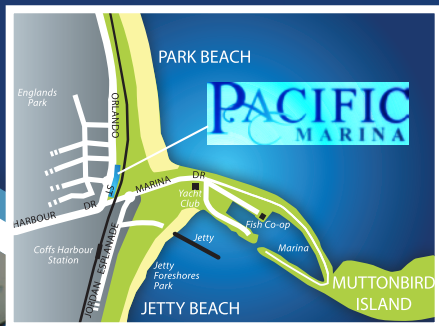 PARK BEACH
Englands
Park
ORLANDO
ST
PACIFIC
MARINA
MARINA DR
Yacht
Club
HARBOUR DR
Fish Co-op
Coffs Harbour
Station
JORDAN ESPLANADE
Jetty
Marina
Jetty
Foreshores
Park
MUTTONBIRD
ISLAND
JETTY BEACH